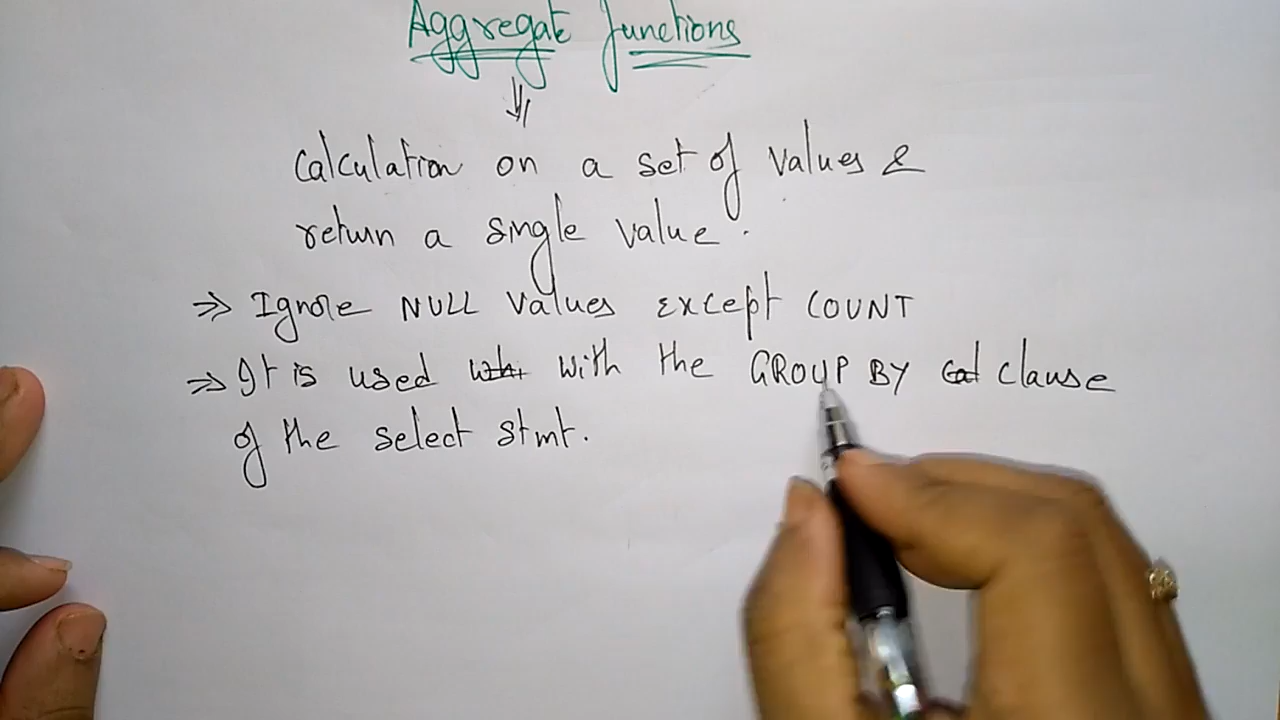 Aggregate functions
Calculation on a set of values &
return a single value.
⇒ Ignore NULL values except COUNT
⇒ It is used with the GROUP BY clause
of the select stmt.